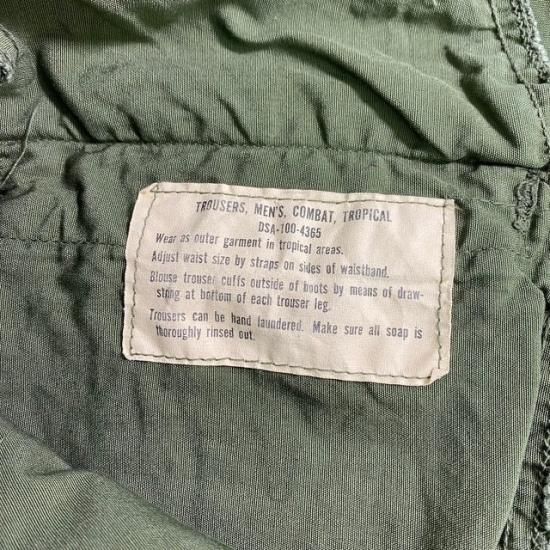 TROUSERS, MEN'S, COMBAT, TROPICAL
DSA-100-4365
Wear as outer garment in tropical areas.
Adjust waist size by straps on sides of waistband.
Blouse trouser cuffs outside of boots by means of draw-
string at bottom of each trouser leg.
Trousers can be hand laundered. Make sure all soap is
thoroughly rinsed out.